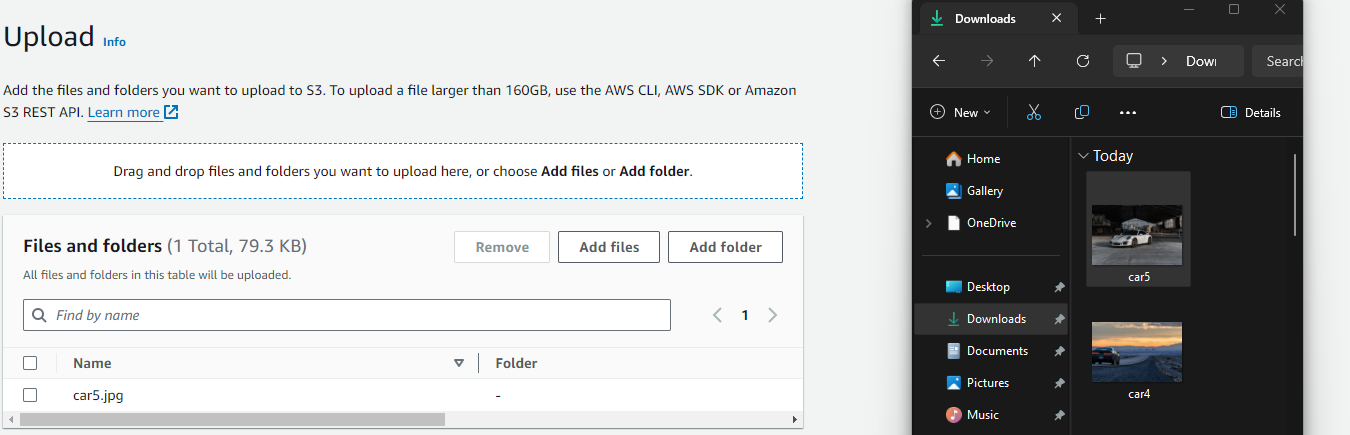 Upload Info
Add the files and folders you want to upload to S3. To upload a file larger than 160GB, use the AWS CLI, AWS SDK or Amazon
S3 REST API. Learn more
Drag and drop files and folders you want to upload here, or choose Add files or Add folder.
Files and folders (1 Total, 79.3 KB)
Remove Add files Add folder
All files and folders in this table will be uploaded.
Find by name
1
Name Folder
car5.jpg -
Downloads
Dow
Search
New Details
Home
Gallery
OneDrive
Desktop
Downloads
Documents
Pictures
Music
Today
car5
car4